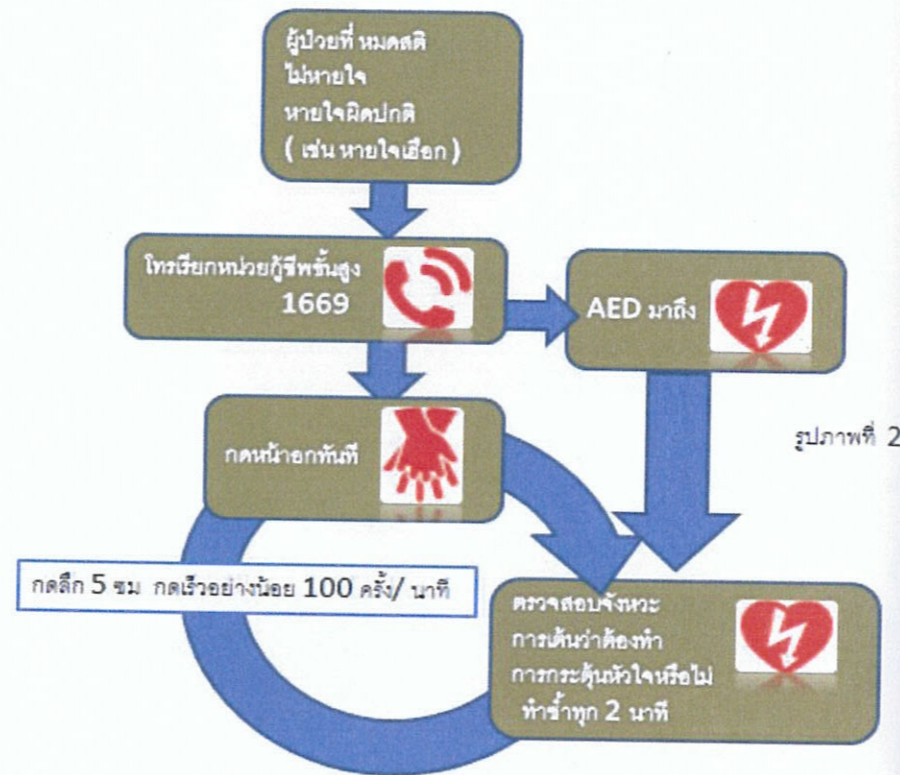 ผู้ป่วยที่ หมดสติ
ไม่หายใจ
หายใจผิดปกติ
( เช่น หายใจเฮือก )
โทรเรียกหน่วยกู้ชีพขั้นสูง
1669
AED มาถึง
กดหน้าอกทันที
รูปภาพที่ 2
กดลึก 5 ซม กดเร็วอย่างน้อย 100 ครั้ง/ นาที
ตรวจสอบจังหวะ
การเต้นว่าต้องทำ
การกระตุ้นหัวใจหรือไม่
ทำซ้ำทุก 2 นาที